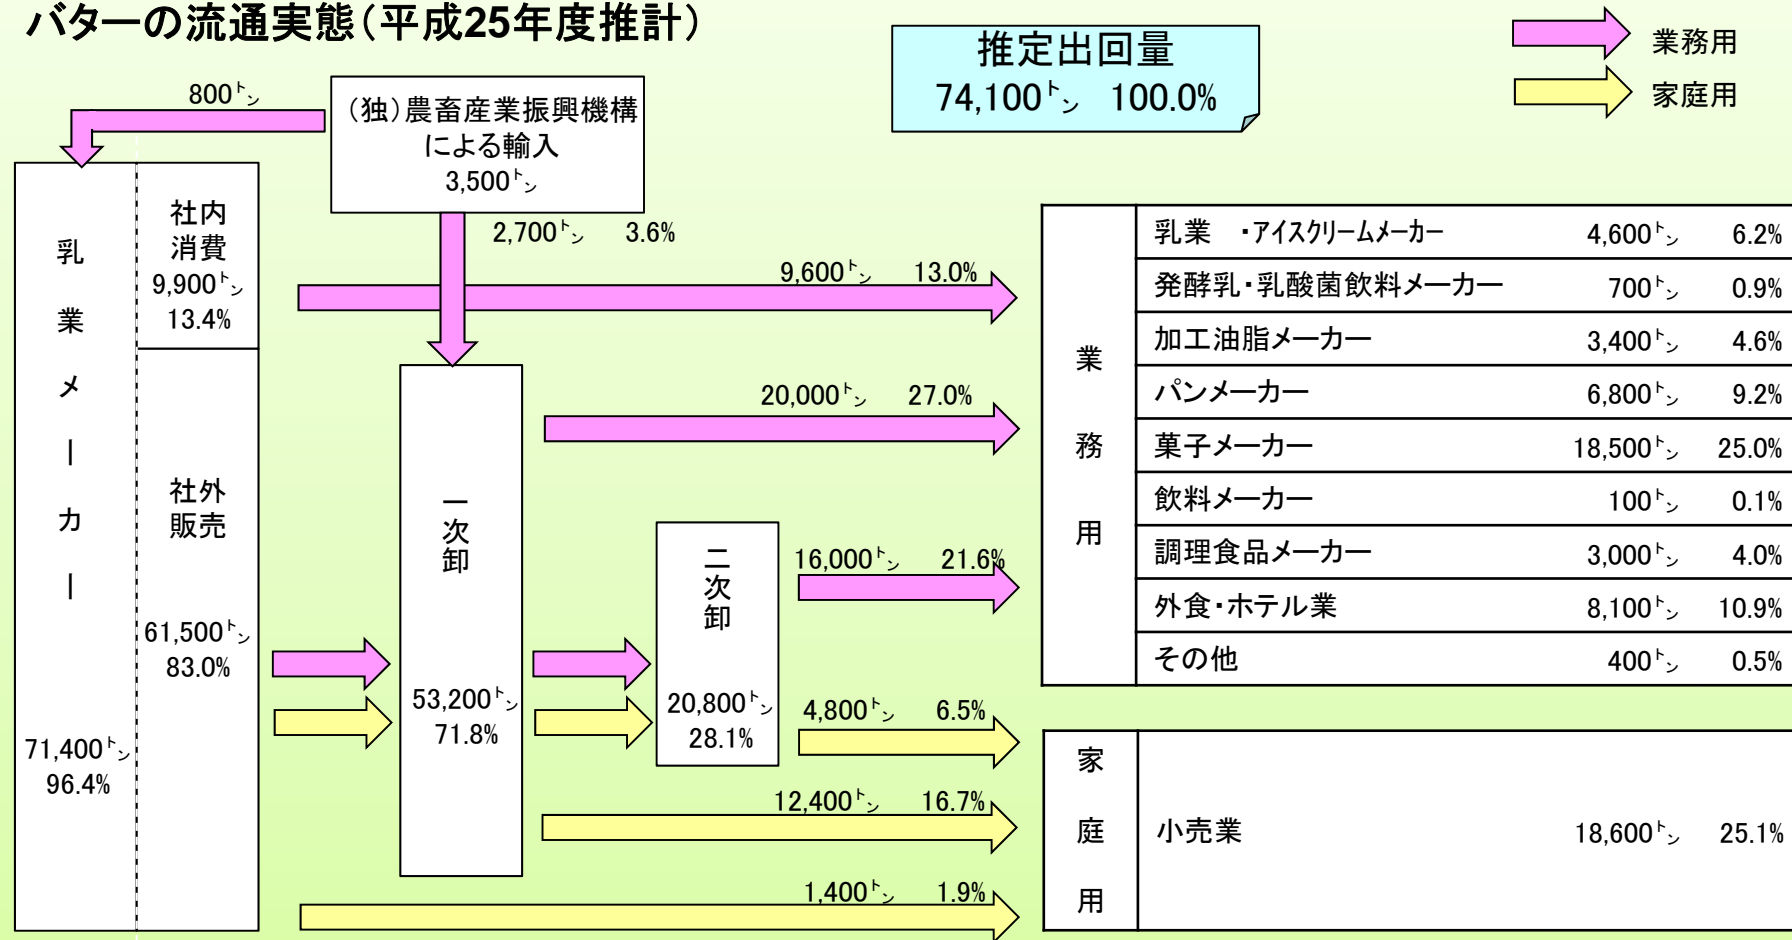 バターの流通実態(平成25年度推計)
推定出回量
74,100トン 100.0%
業務用
家庭用
800トン
(独)農畜産業振興機構
による輸入
3,500トン
2,700トン 3.6%
乳業メーカー
71,400トン
96.4%
社内
消費
9,900トン
13.4%
社外
販売
61,500トン
83.0%
一次卸
53,200トン
71.8%
二次卸
20,800トン
28.1%
9,600トン 13.0%
20,000トン 27.0%
16,000トン 21.6%
4,800トン 6.5%
12,400トン 16.7%
1,400トン 1.9%
業務用
乳業 ・アイスクリームメーカー 4,600トン 6.2%
発酵乳・乳酸菌飲料メーカー 700トン 0.9%
加工油脂メーカー 3,400トン 4.6%
パンメーカー 6,800トン 9.2%
菓子メーカー 18,500トン 25.0%
飲料メーカー 100トン 0.1%
調理食品メーカー 3,000トン 4.0%
外食・ホテル業 8,100トン 10.9%
その他 400トン 0.5%
家庭用
小売業 18,600トン 25.1%